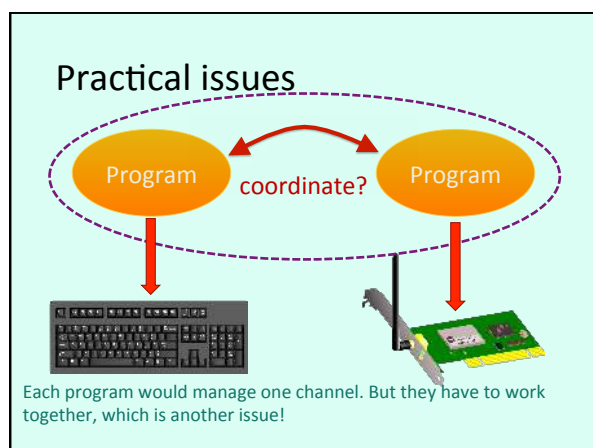 Practical issues
Program
Program
coordinate?
Each program would manage one channel. But they have to work
together, which is another issue!